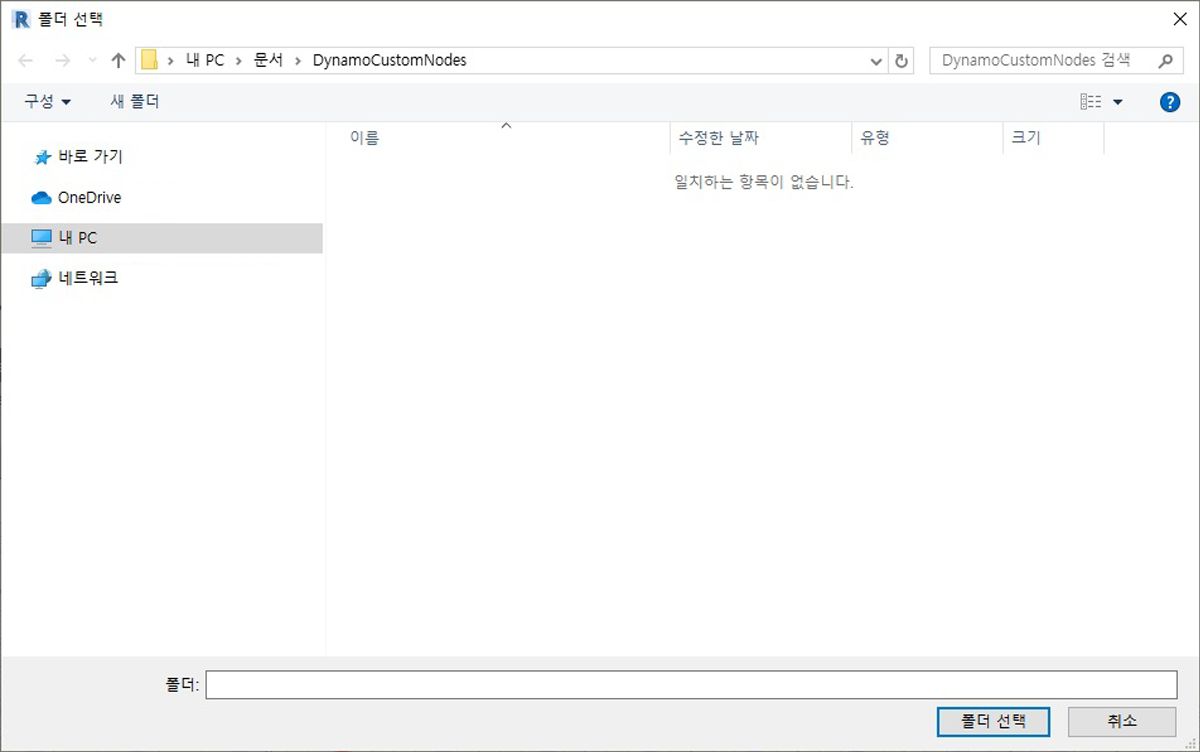 폴더 선택
내 PC > 문서 > DynamoCustomNodes
DynamoCustomNodes 검색
구성
새 폴더
이름
수정한 날짜
유형
크기
일치하는 항목이 없습니다.
바로 가기
OneDrive
내 PC
네트워크
폴더:
폴더 선택
취소